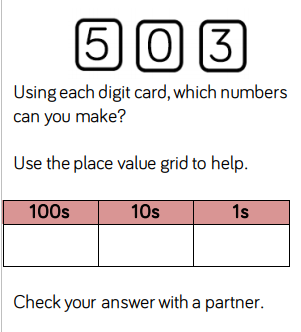 5 0 3
Using each digit card, which numbers
can you make?
Use the place value grid to help.
100s 10s 1s
Check your answer with a partner.